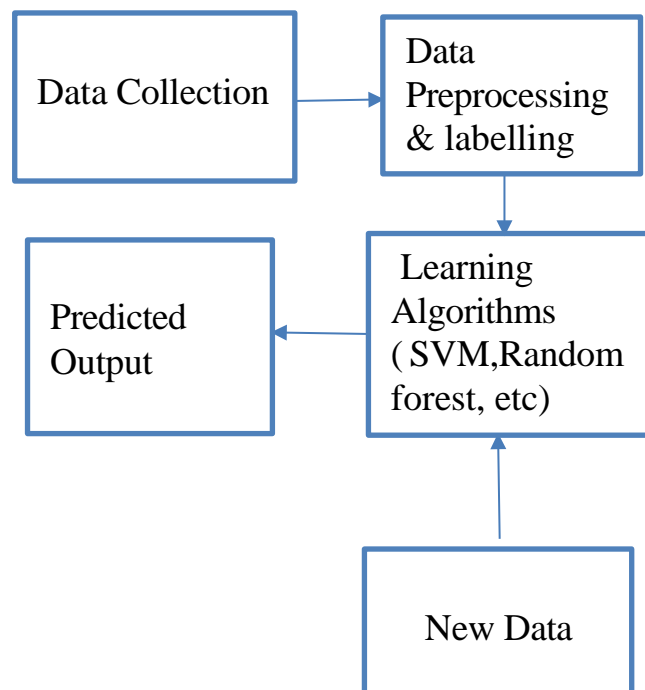 Data Collection
Data
Preprocessing
& labelling
Learning
Algorithms
( SVM,Random
forest, etc)
Predicted
Output
New Data